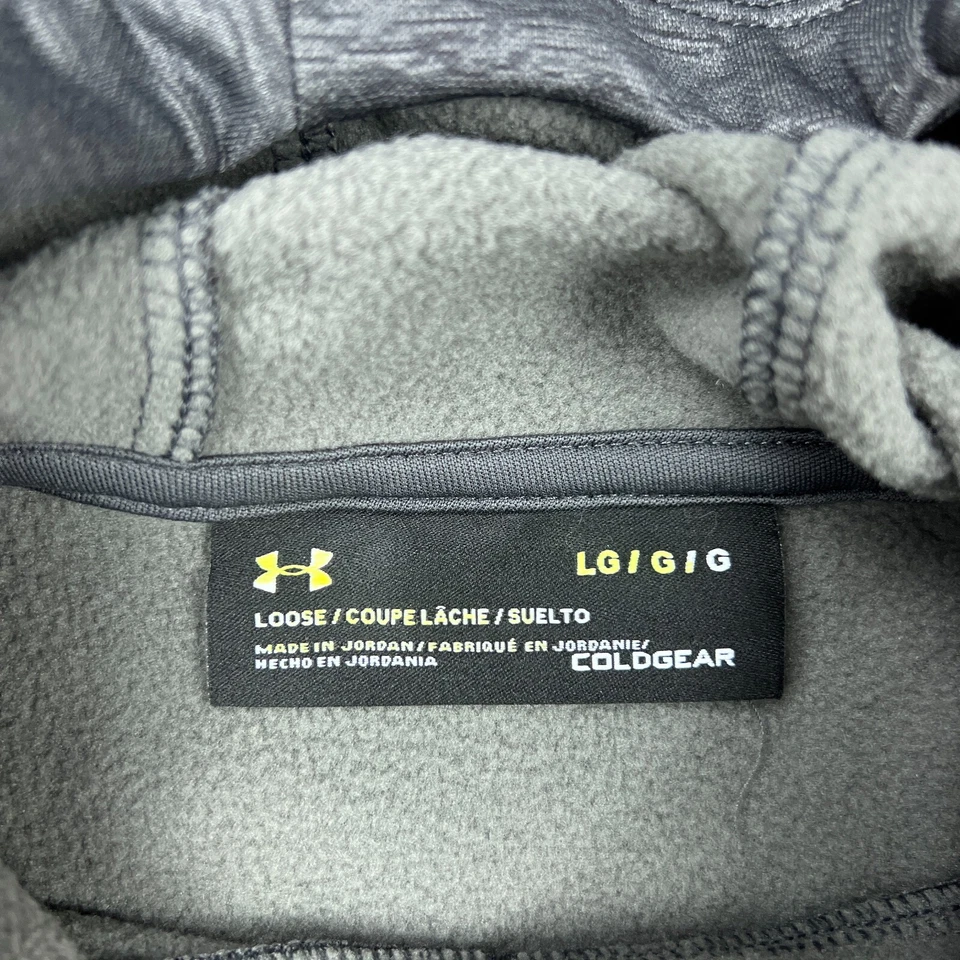 LG / G / G
LOOSE / COUPE LÂCHE / SUELTO
MADE IN JORDAN / FABRIQUÉ EN JORDANIE/
HECHO EN JORDANIA
COLDGEAR